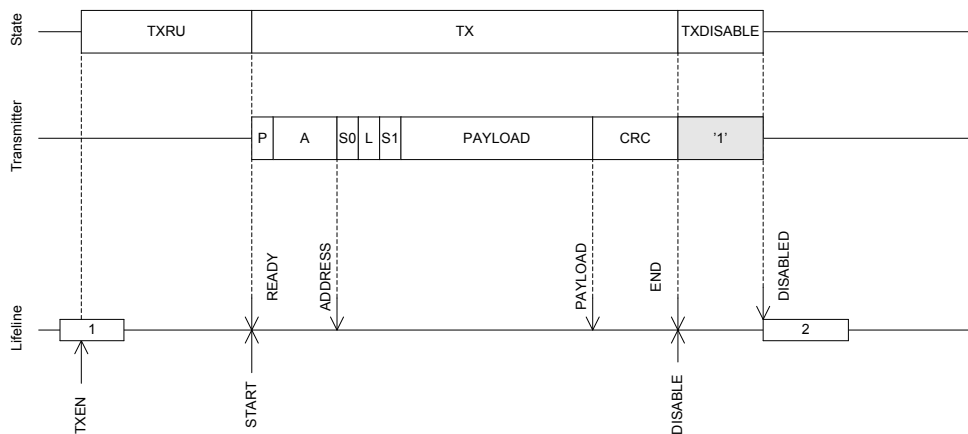 State
TXRU
TX
TXDISABLE
Transmitter
P
A
S0
L
S1
PAYLOAD
CRC
'1'
READY
ADDRESS
PAYLOAD
END
DISABLED
Lifeline
1
2
TXEN
START
DISABLE